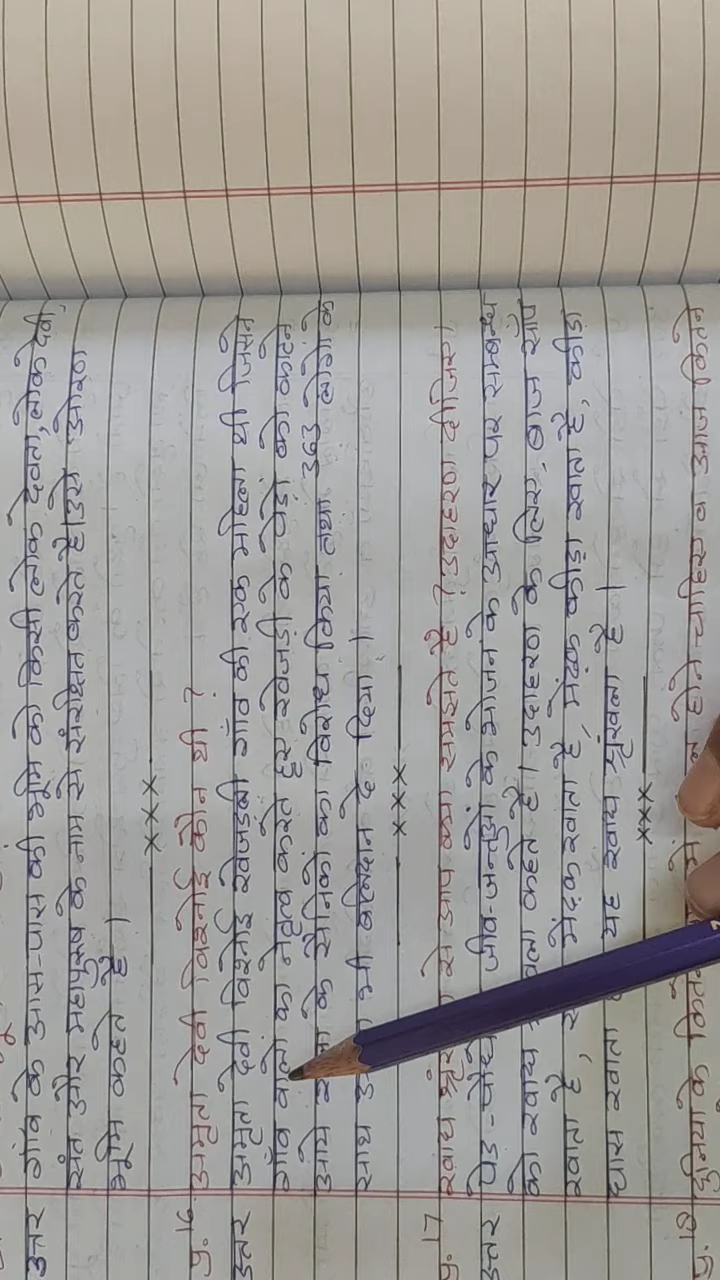 उत्तर गांव के आस-पास की भूमि को किसी लोक देवता, लोक देवी,
संत और महापुरुष के नाम से संरक्षित करते है। उसे ओरण
भूमि कहते है।
xxx
प्र. 16 अमृता देवी विश्नोई कौन थी ?
उत्तर अमृता देवी विश्नोई खेजड़ली गाँव की एक महिला थी जिसने
गाँव वालो का नेतृत्व करते हुए खेजड़ी के पेड़ो को काटने
आये के सैनिको का विरोध किया तथा 363 लोगो के
साथ भी बलिदान दे दिया।
xxx
प्र. 17 खाद्य से आप क्या समझते है ? उदाहरण दीजिए।
उत्तर पेड़-पौधे जीव-जन्तुओ के भोजन के आधार पर सम्बन्ध
को खाद्य कहते है। उदाहरण के लिए- बाज साँप
खाता है, मेंढक खाता है, मेंढक कीड़ा खाता है, कीड़ा
घास खाता यह खाद्य श्रृंखला है।
xxx
प्र. 18 दुनिया के होने चाहिए व आज कितने